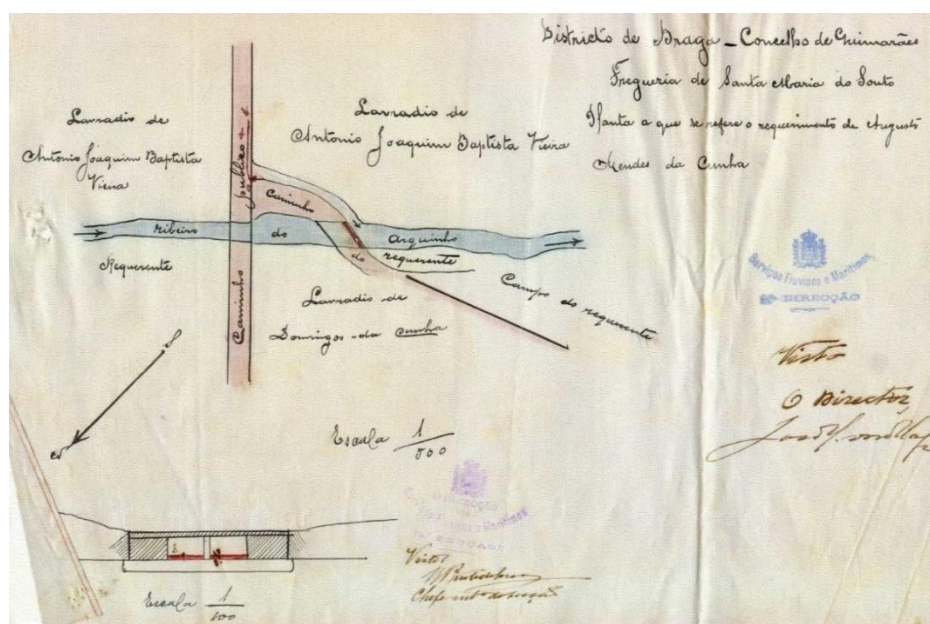 Districto de Braga - Concelho de Guimarães
Freguezia de Santa Maria do Souto
Planta a que se refere o requerimento de Augusto
Mendes da Cunha
Lavradio de
Antonio Joaquim Baptista
Vieira
Lavradio de
Antonio Joaquim Baptista Vieira
Caminho
publico
Caminho
ribeiro do Arquinho
do requerente
Requerente
Lavradio de
Domingos da Cunha
Campo do requerente
Serviços Fluviaes e Maritimos
DIRECÇÃO
Visto
O Director,
Escala 1/500
Visto
Chefe
Escala 1/100